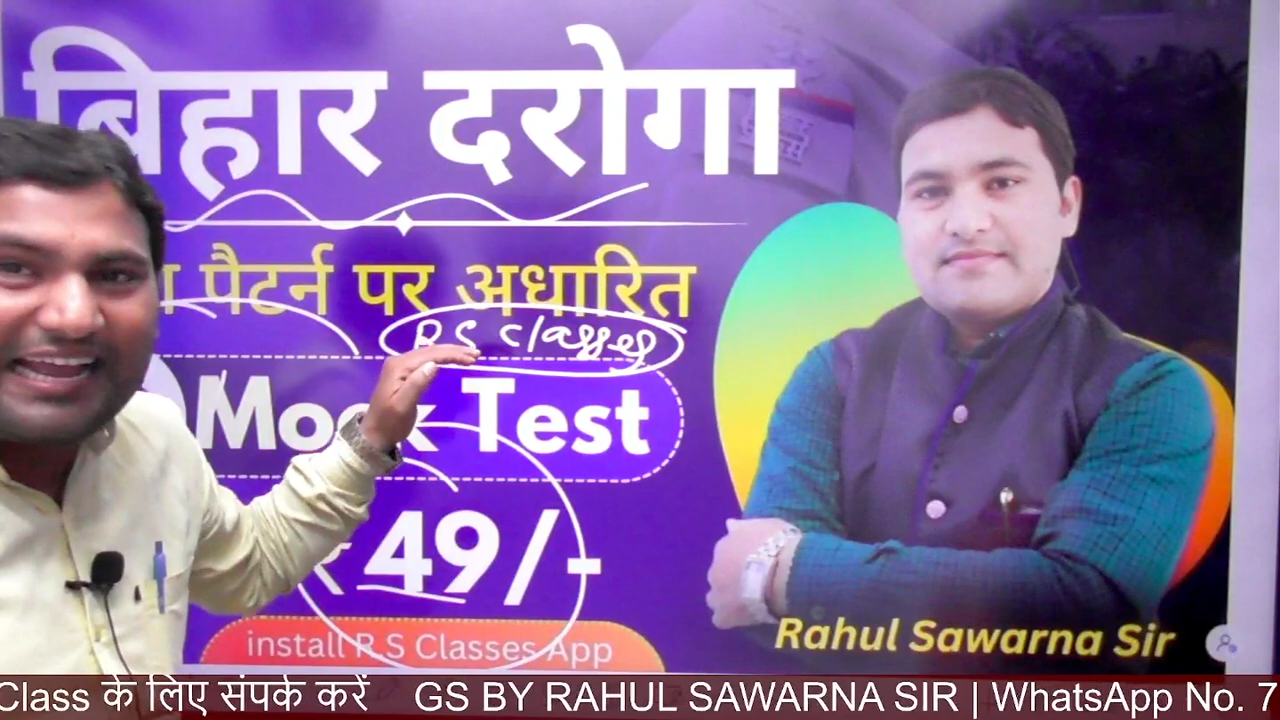 बिहार दरोगा
पैटर्न पर अधारित
RS classes
Mock Test
49/-
install R S Classes App
Rahul Sawarna Sir
Class के लिए संपर्क करें GS BY RAHUL SAWARNA SIR | WhatsApp No. 7